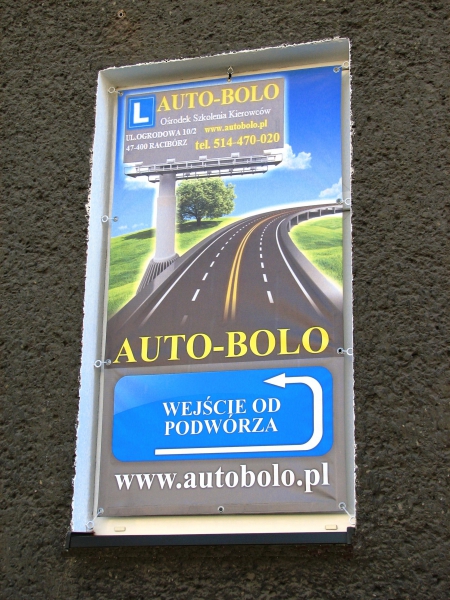 L
AUTO-BOLO
Ośrodek Szkolenia Kierowców
UL.OGRODOWA 10/2
www.autobolo.pl
47-400 RACIBÓRZ
tel. 514-470-020
AUTO-BOLO
WEJŚCIE OD
PODWÓRZA
www.autobolo.pl